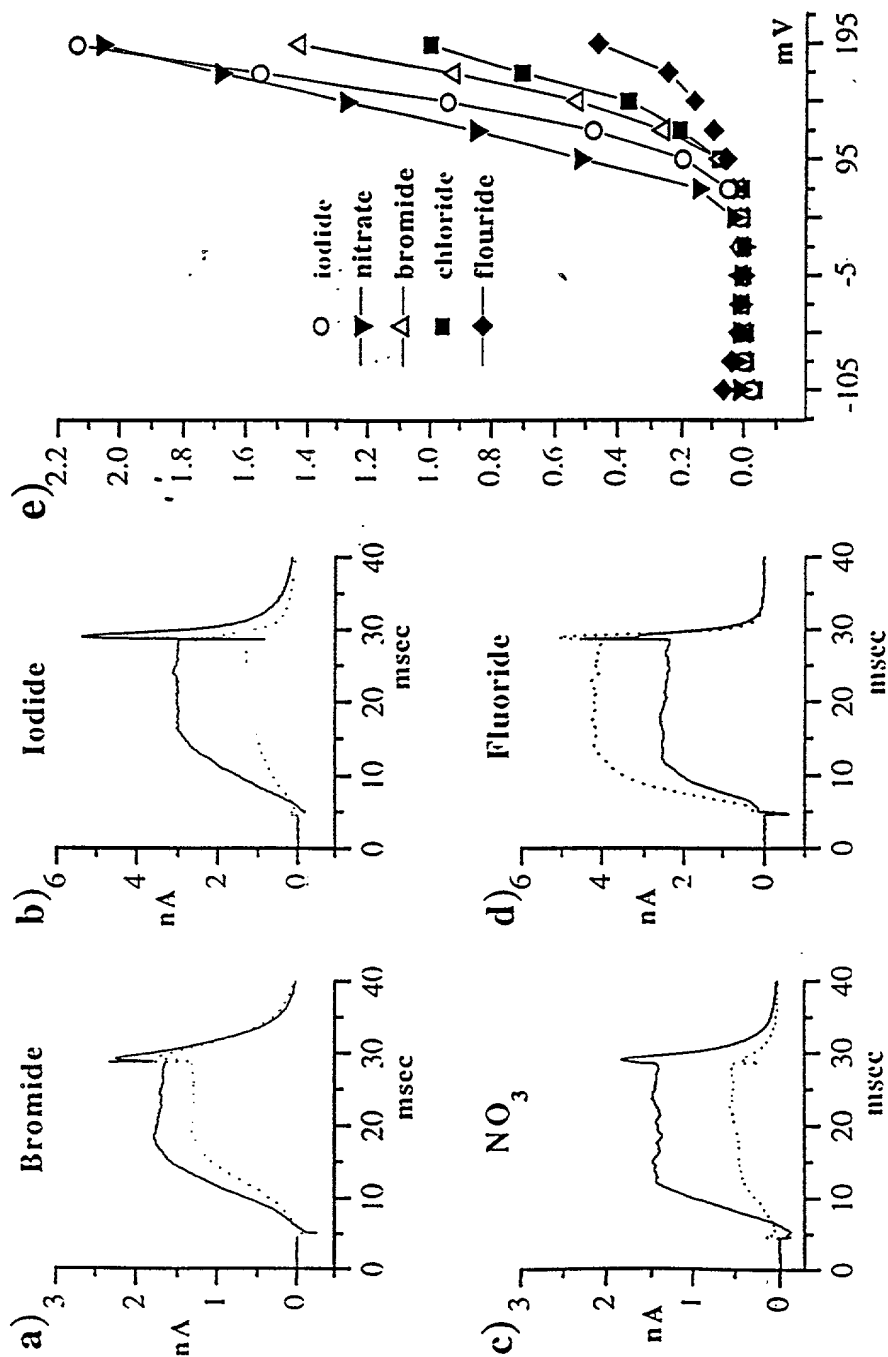 a)
Bromide
3
2
nA
1
0
0
10
20
30
40
msec
b)
Iodide
6
4
nA
2
0
0
10
20
30
40
msec
c)
NO3
3
2
nA
1
0
0
10
20
30
40
msec
d)
Fluoride
6
4
nA
2
0
0
10
20
30
40
msec
e)
2.2
2.0
1.8
1.6
1.4
1.2
1.0
0.8
0.6
0.4
0.2
0.0
iodide
nitrate
bromide
chloride
flouride
-105
-5
95
195
mV